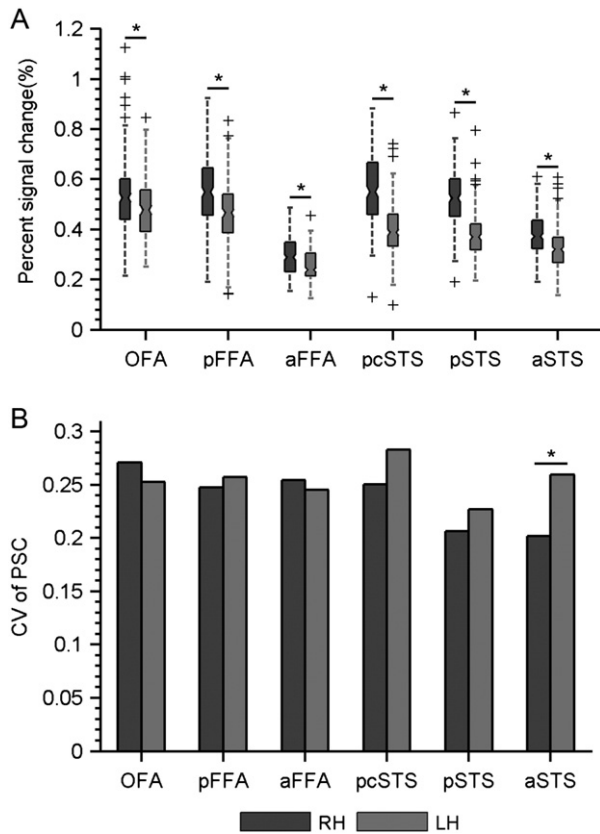 A
Percent signal change(%)
1.2
1
0.8
0.6
0.4
0.2
0
* * * * * *
OFA pFFA aFFA pcSTS pSTS aSTS
B
CV of PSC
0.3
0.25
0.2
0.15
0.1
0.05
0
*
OFA pFFA aFFA pcSTS pSTS aSTS
RH LH